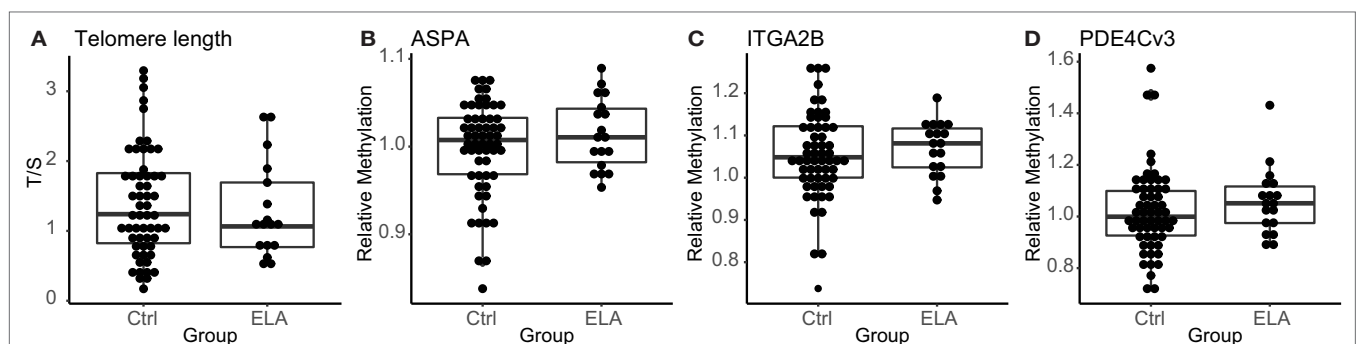 A Telomere length
T/S
3
2
1
0
Ctrl ELA
Group
B ASPA
Relative Methylation
1.1
1.0
0.9
Ctrl ELA
Group
C ITGA2B
Relative Methylation
1.2
1.1
1.0
0.9
0.8
Ctrl ELA
Group
D PDE4Cv3
Relative Methylation
1.6
1.4
1.2
1.0
0.8
Ctrl ELA
Group